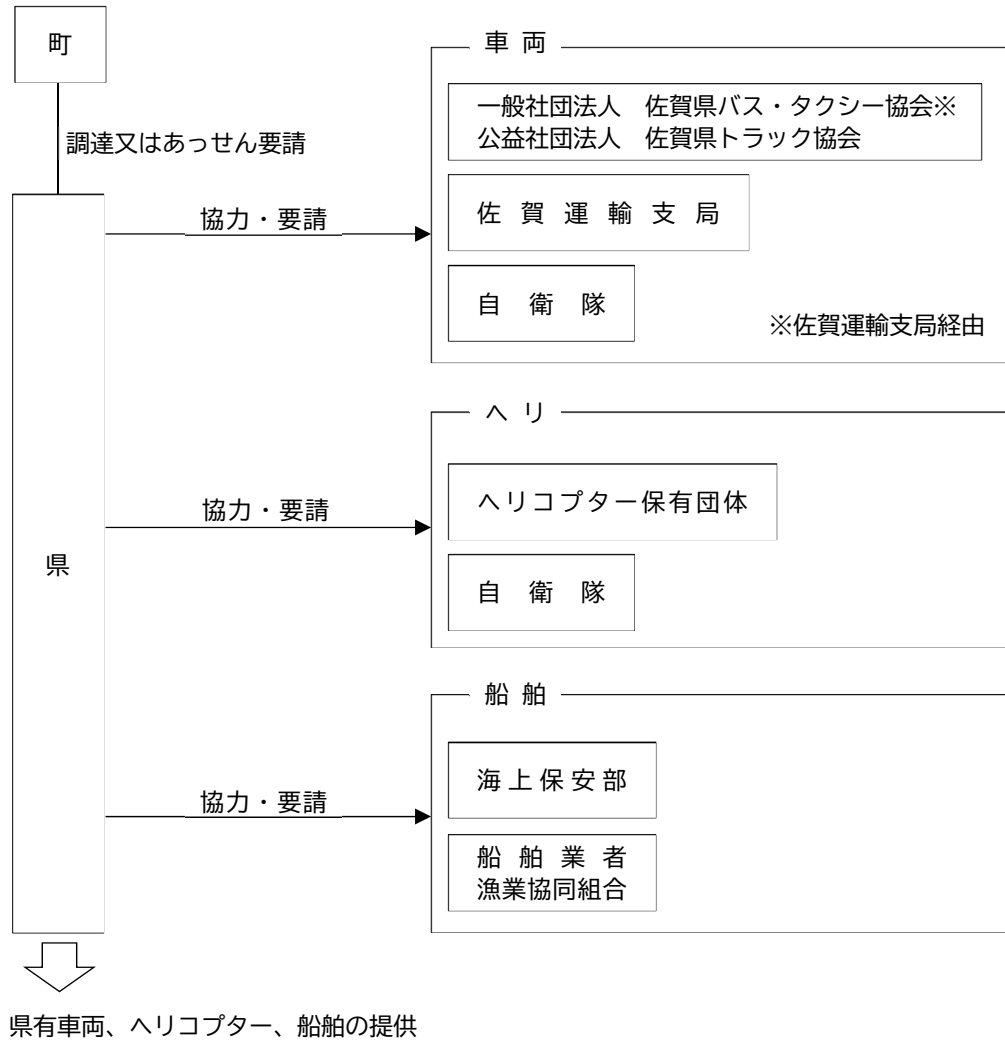 町
調達又はあっせん要請
県
協力・要請
車両
一般社団法人 佐賀県バス・タクシー協会※
公益社団法人 佐賀県トラック協会
佐賀運輸支局
自衛隊
※佐賀運輸支局経由
協力・要請
ヘリ
ヘリコプター保有団体
自衛隊
協力・要請
船舶
海上保安部
船舶業者
漁業協同組合
県有車両、ヘリコプター、船舶の提供